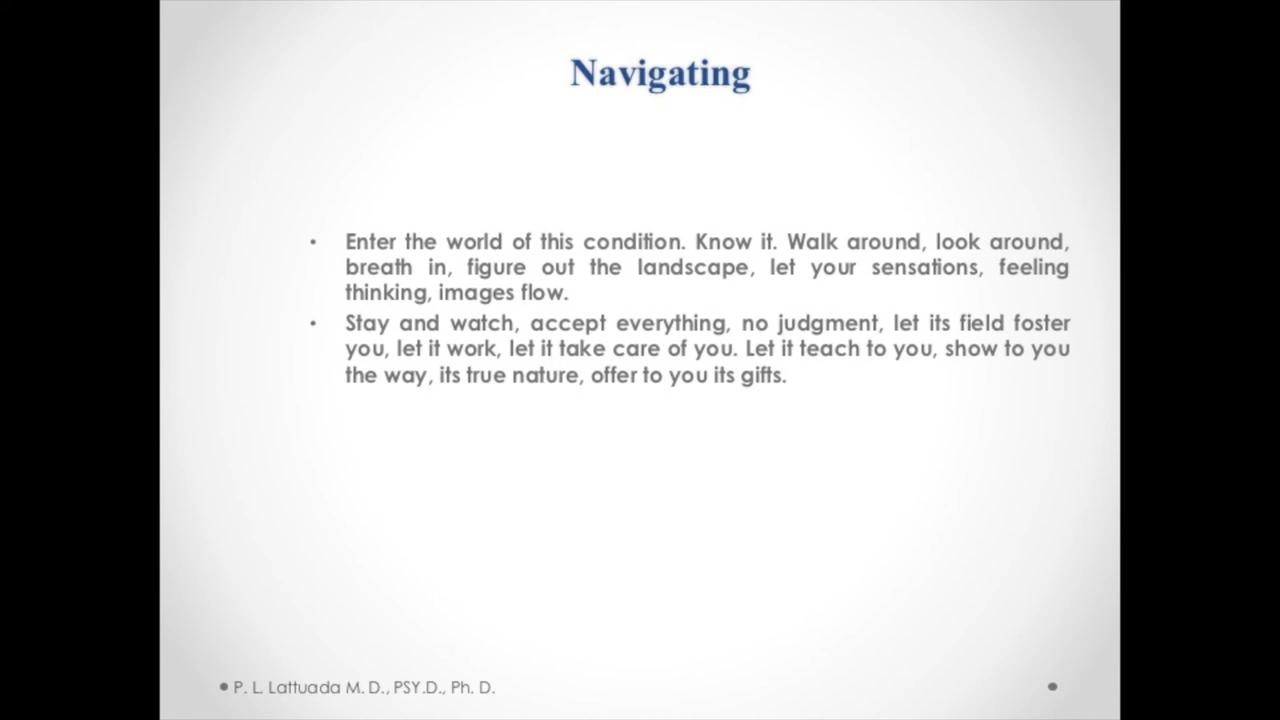 Navigating
• Enter the world of this condition. Know it. Walk around, look around,
breath in, figure out the landscape, let your sensations, feeling
thinking, images flow.
• Stay and watch, accept everything, no judgment, let its field foster
you, let it work, let it take care of you. Let it teach to you, show to you
the way, its true nature, offer to you its gifts.
• P. L. Lattuada M. D., PSY.D., Ph. D.